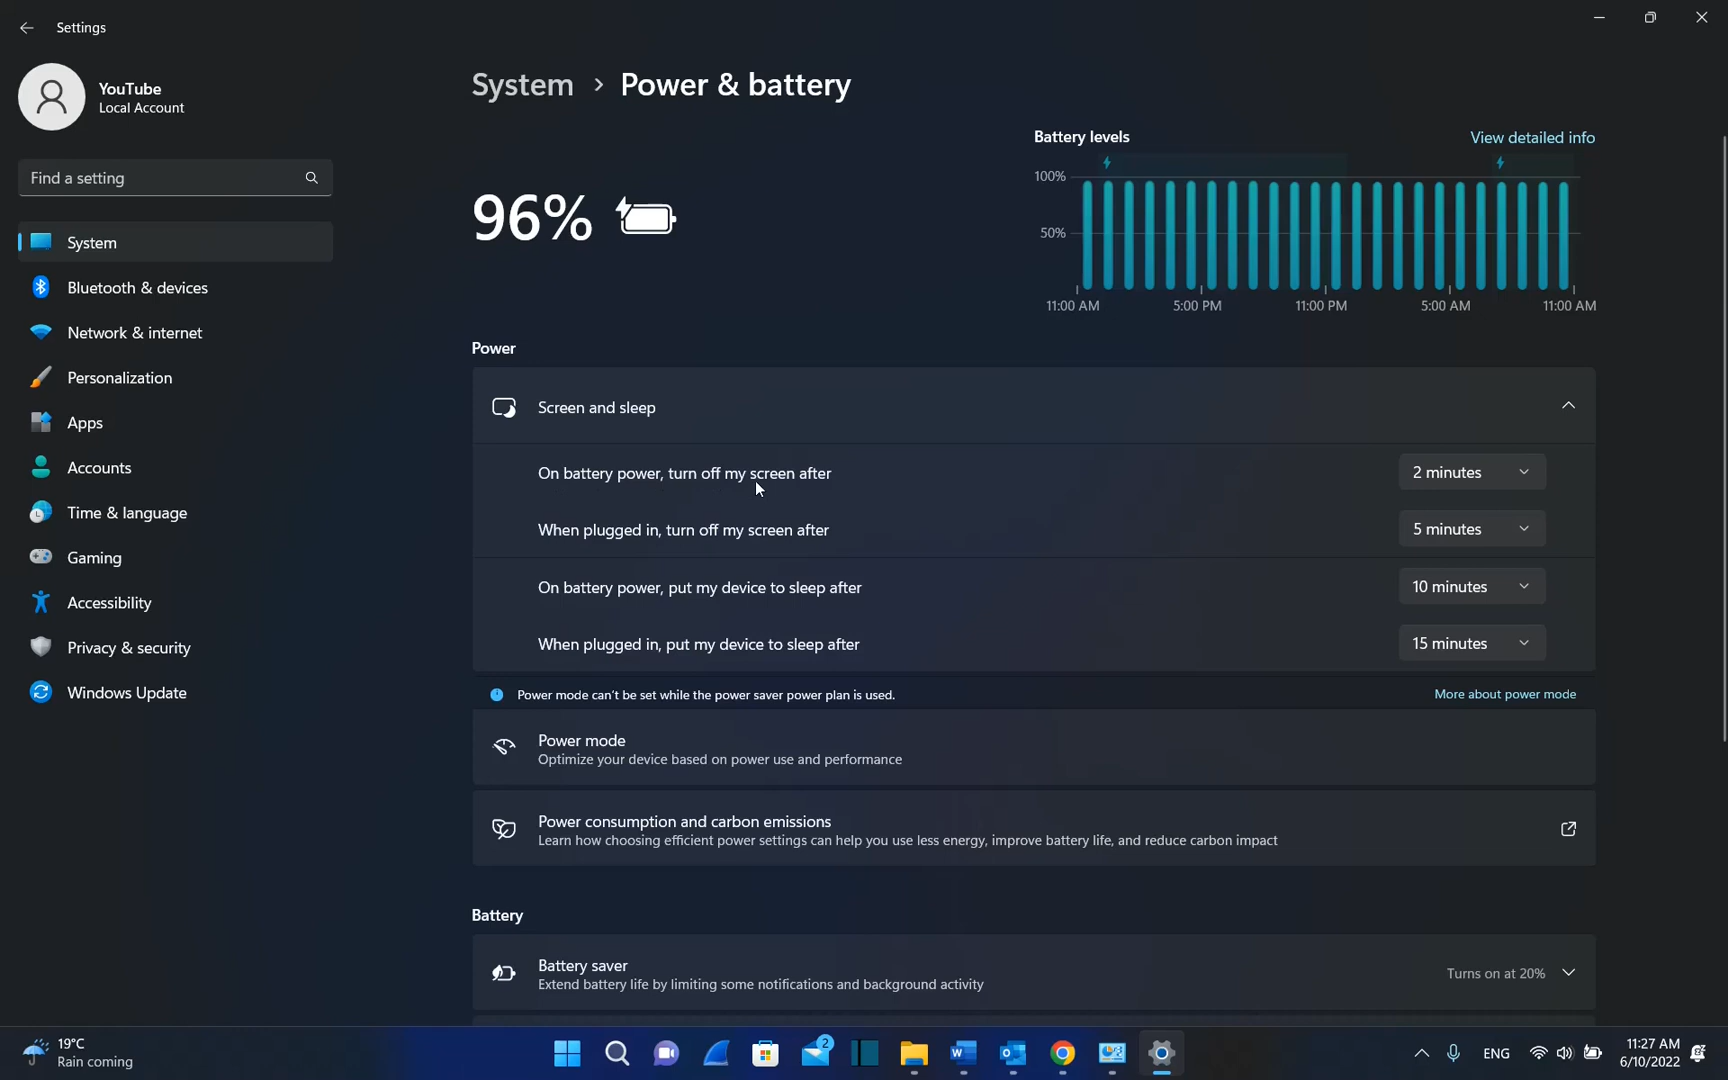 Settings
YouTube
Local Account
Find a setting
System
Bluetooth & devices
Network & internet
Personalization
Apps
Accounts
Time & language
Gaming
Accessibility
Privacy & security
Windows Update
System > Power & battery
96%
Battery levels
View detailed info
100%
50%
11:00 AM 5:00 PM 11:00 PM 5:00 AM 11:00 AM
Power
Screen and sleep
On battery power, turn off my screen after
2 minutes
When plugged in, turn off my screen after
5 minutes
On battery power, put my device to sleep after
10 minutes
When plugged in, put my device to sleep after
15 minutes
Power mode can't be set while the power saver power plan is used.
More about power mode
Power mode
Optimize your device based on power use and performance
Power consumption and carbon emissions
Learn how choosing efficient power settings can help you use less energy, improve battery life, and reduce carbon impact
Battery
Battery saver
Extend battery life by limiting some notifications and background activity
Turns on at 20%
19°C
Rain coming
2
ENG
11:27 AM
6/10/2022